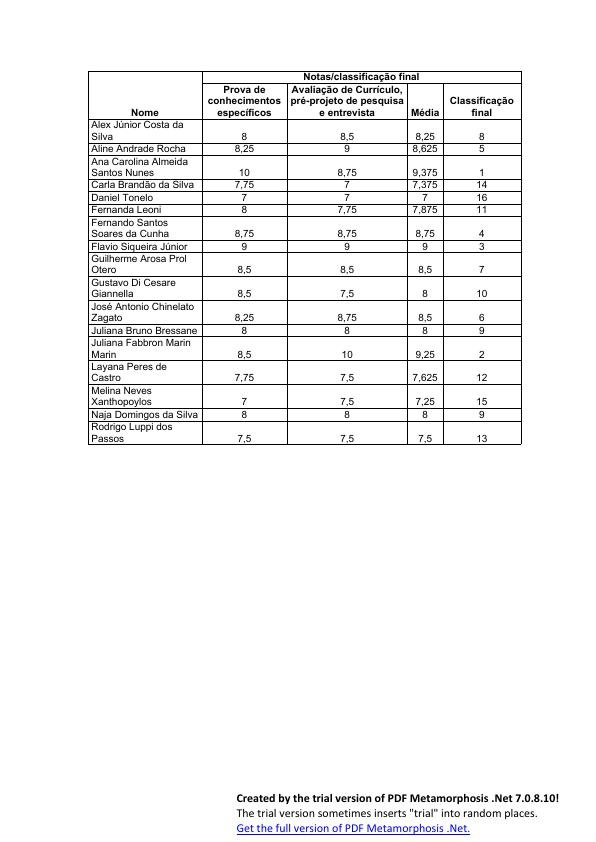 Notas/classificação final
Nome
Prova de
conhecimentos
específicos
Avaliação de Currículo,
pré-projeto de pesquisa
e entrevista
Média
Classificação
final
Alex Júnior Costa da
Silva 8 8,5 8,25 8
Aline Andrade Rocha 8,25 9 8,625 5
Ana Carolina Almeida
Santos Nunes 10 8,75 9,375 1
Carla Brandão da Silva 7,75 7 7,375 14
Daniel Tonelo 7 7 7 16
Fernanda Leoni 8 7,75 7,875 11
Fernando Santos
Soares da Cunha 8,75 8,75 8,75 4
Flavio Siqueira Júnior 9 9 9 3
Guilherme Arosa Prol
Otero 8,5 8,5 8,5 7
Gustavo Di Cesare
Giannella 8,5 7,5 8 10
José Antonio Chinelato
Zagato 8,25 8,75 8,5 6
Juliana Bruno Bressane 8 8 8 9
Juliana Fabbron Marin
Marin 8,5 10 9,25 2
Layana Peres de
Castro 7,75 7,5 7,625 12
Melina Neves
Xanthopoylos 7 7,5 7,25 15
Naja Domingos da Silva 8 8 8 9
Rodrigo Luppi dos
Passos 7,5 7,5 7,5 13
Created by the trial version of PDF Metamorphosis .Net 7.0.8.10!
The trial version sometimes inserts "trial" into random places.
Get the full version of PDF Metamorphosis .Net.